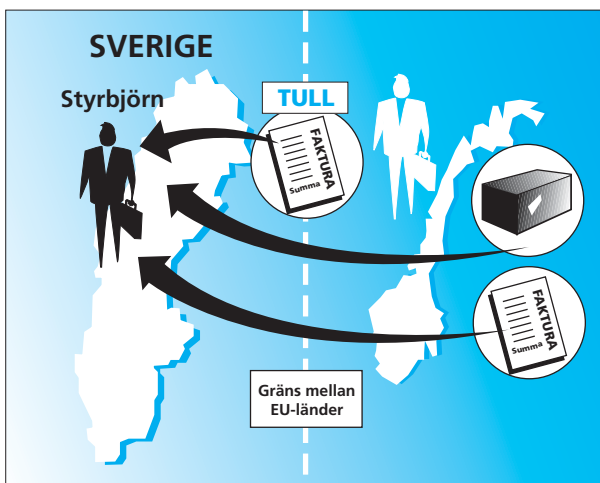 SVERIGE
Styrbjörn
TULL
FAKTURA
Summa
FAKTURA
Summa
Gräns mellan
EU-länder